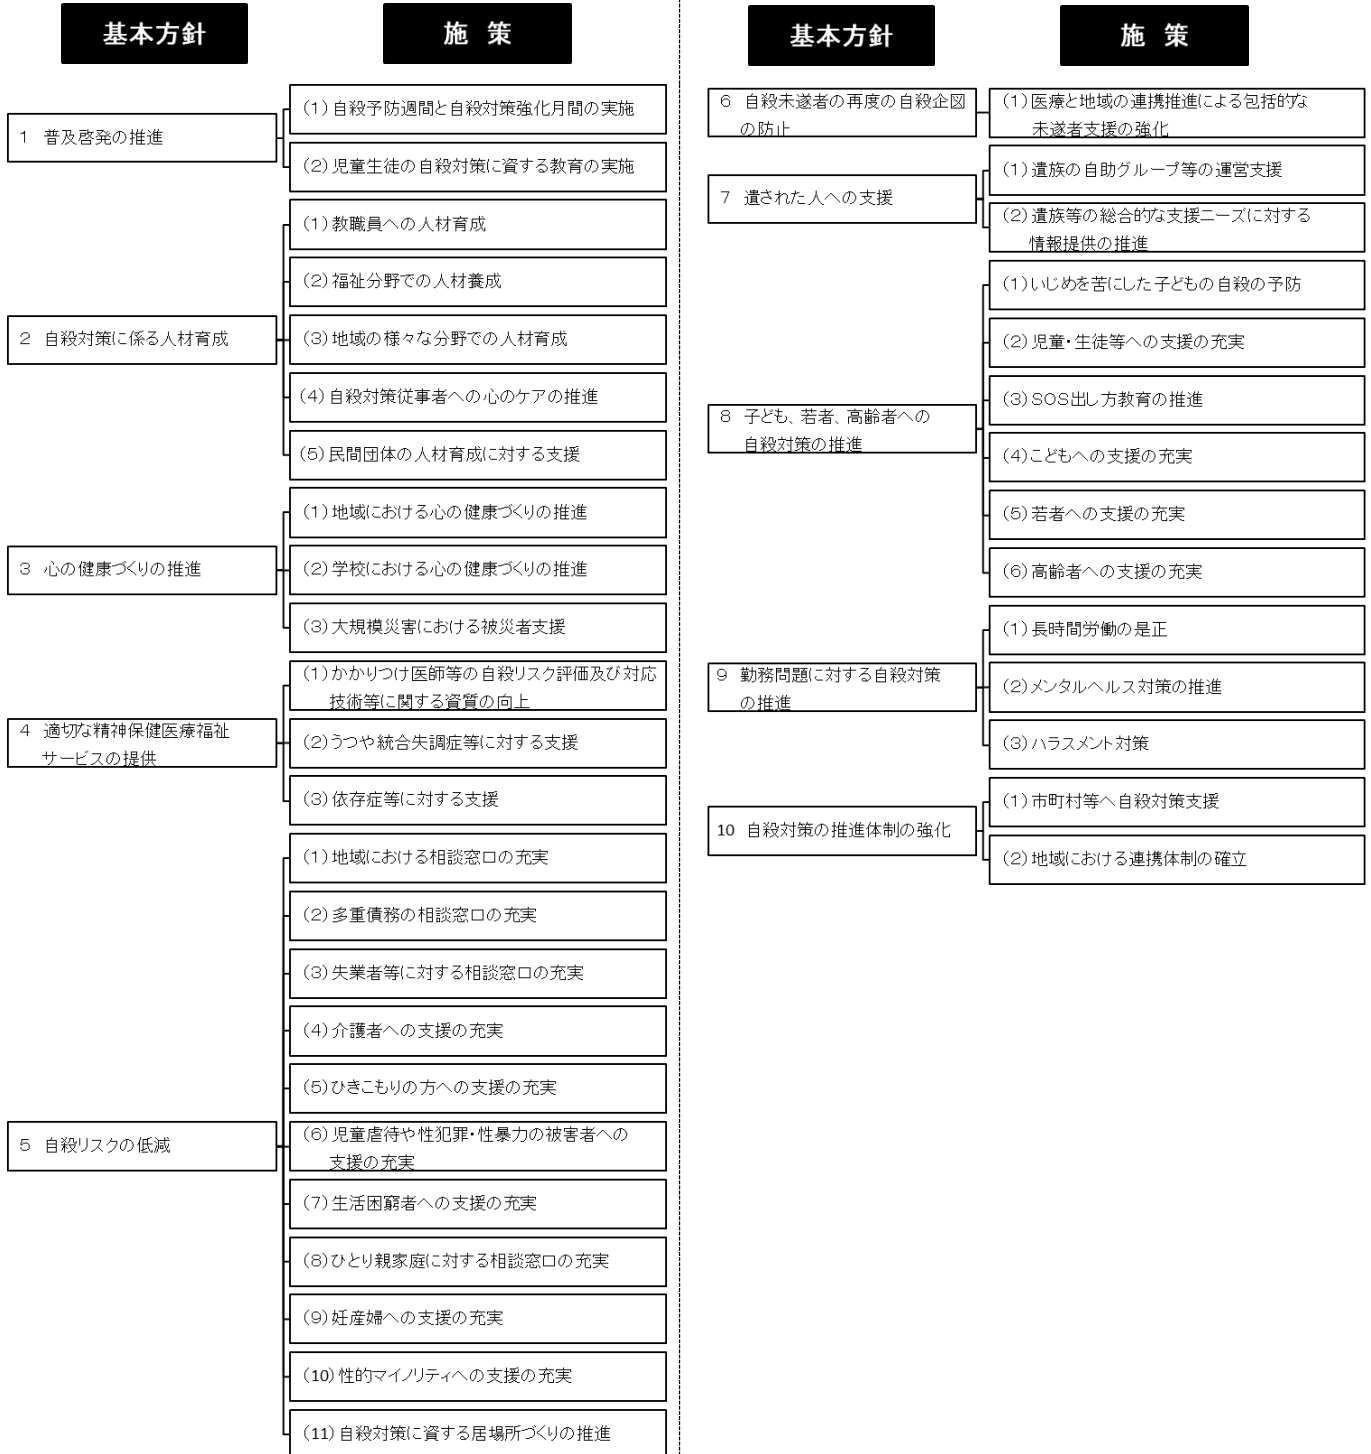 基本方針
施 策
1 普及啓発の推進
(1)自殺予防週間と自殺対策強化月間の実施
(2)児童生徒の自殺対策に資する教育の実施
2 自殺対策に係る人材育成
(1)教職員への人材育成
(2)福祉分野での人材養成
(3)地域の様々な分野での人材育成
(4)自殺対策従事者への心のケアの推進
(5)民間団体の人材育成に対する支援
3 心の健康づくりの推進
(1)地域における心の健康づくりの推進
(2)学校における心の健康づくりの推進
(3)大規模災害における被災者支援
4 適切な精神保健医療福祉
サービスの提供
(1)かかりつけ医師等の自殺リスク評価及び対応
技術等に関する資質の向上
(2)うつや統合失調症等に対する支援
(3)依存症等に対する支援
5 自殺リスクの低減
(1)地域における相談窓口の充実
(2)多重債務の相談窓口の充実
(3)失業者等に対する相談窓口の充実
(4)介護者への支援の充実
(5)ひきこもりの方への支援の充実
(6)児童虐待や性犯罪・性暴力の被害者への
支援の充実
(7)生活困窮者への支援の充実
(8)ひとり親家庭に対する相談窓口の充実
(9)妊産婦への支援の充実
(10)性的マイノリティへの支援の充実
(11)自殺対策に資する居場所づくりの推進
基本方針
施 策
6 自殺未遂者の再度の自殺企図
の防止
(1)医療と地域の連携推進による包括的な
未遂者支援の強化
7 遺された人への支援
(1)遺族の自助グループ等の運営支援
(2)遺族等の総合的な支援ニーズに対する
情報提供の推進
8 子ども、若者、高齢者への
自殺対策の推進
(1)いじめを苦にした子どもの自殺の予防
(2)児童・生徒等への支援の充実
(3)SOS出し方教育の推進
(4)こどもへの支援の充実
(5)若者への支援の充実
(6)高齢者への支援の充実
9 勤務問題に対する自殺対策
の推進
(1)長時間労働の是正
(2)メンタルヘルス対策の推進
(3)ハラスメント対策
10 自殺対策の推進体制の強化
(1)市町村等へ自殺対策支援
(2)地域における連携体制の確立